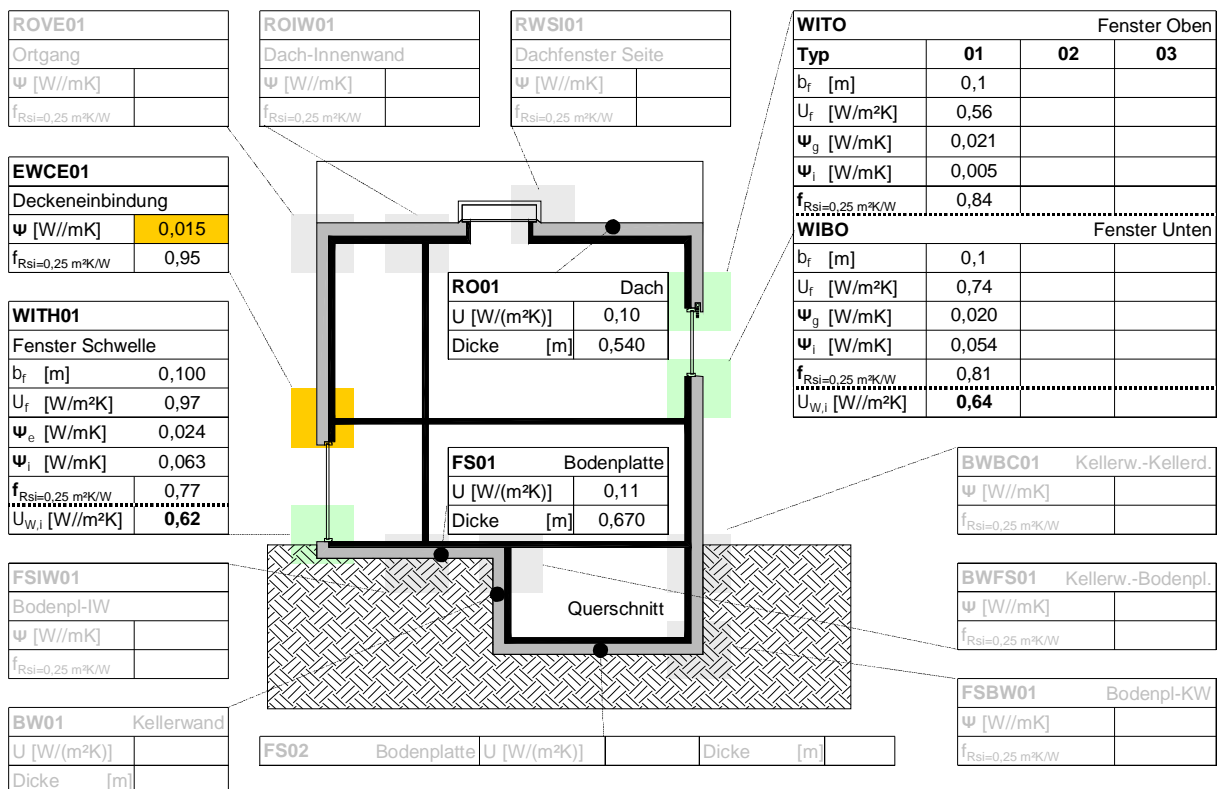 ROVE01
Ortgang
Ψ [W//mK]
fRsi=0,25 m²K/W
ROIW01
Dach-Innenwand
Ψ [W//mK]
fRsi=0,25 m²K/W
RWSI01
Dachfenster Seite
Ψ [W//mK]
fRsi=0,25 m²K/W
WITO Fenster Oben
Typ 01 02 03
bf [m] 0,1
Uf [W/m²K] 0,56
Ψg [W/mK] 0,021
Ψi [W/mK] 0,005
fRsi=0,25 m²K/W 0,84
WIBO Fenster Unten
bf [m] 0,1
Uf [W/m²K] 0,74
Ψg [W/mK] 0,020
Ψi [W/mK] 0,054
fRsi=0,25 m²K/W 0,81
UW,i [W//m²K] 0,64
EWCE01
Deckeneinbindung
Ψ [W//mK] 0,015
fRsi=0,25 m²K/W 0,95
RO01 Dach
U [W/(m²K)] 0,10
Dicke [m] 0,540
WITH01
Fenster Schwelle
bf [m] 0,100
Uf [W/m²K] 0,97
Ψe [W/mK] 0,024
Ψi [W/mK] 0,063
fRsi=0,25 m²K/W 0,77
UW,i [W//m²K] 0,62
FS01 Bodenplatte
U [W/(m²K)] 0,11
Dicke [m] 0,670
BWBC01 Kellerw.-Kellerd.
Ψ [W//mK]
fRsi=0,25 m²K/W
FSIW01
Bodenpl-IW
Ψ [W//mK]
fRsi=0,25 m²K/W
Querschnitt
BWFS01 Kellerw.-Bodenpl.
Ψ [W//mK]
fRsi=0,25 m²K/W
FSBW01 Bodenpl-KW
Ψ [W//mK]
fRsi=0,25 m²K/W
BW01 Kellerwand
U [W/(m²K)]
Dicke [m]
FS02 Bodenplatte U [W/(m²K)] Dicke [m]